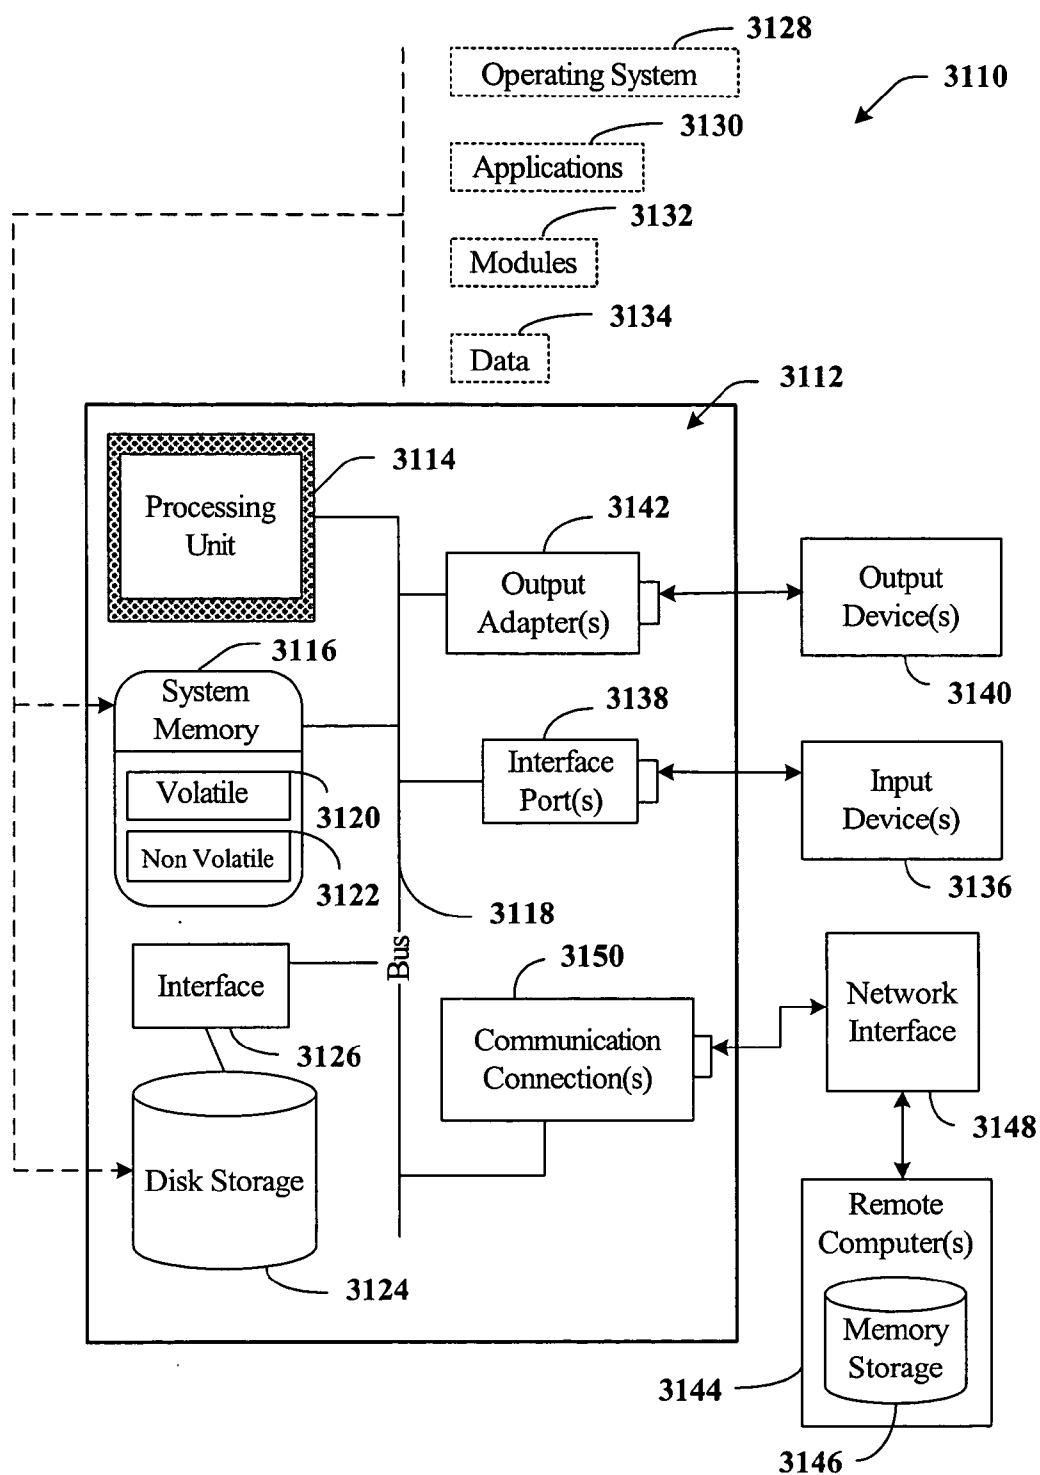 3128
Operating System
3110
3130
Applications
3132
Modules
3134
Data
3112
3114
Processing
Unit
3142
Output
Adapter(s)
Output
Device(s)
3140
3116
System
Memory
3138
Interface
Port(s)
Input
Device(s)
3136
Volatile
3120
Non Volatile
3122
3118
Bus
Interface
3126
3150
Communication
Connection(s)
Network
Interface
3148
Disk Storage
3124
Remote
Computer(s)
Memory
Storage
3144
3146